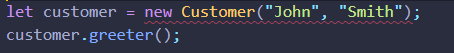 let customer = new Customer("John", "Smith");
customer.greeter();